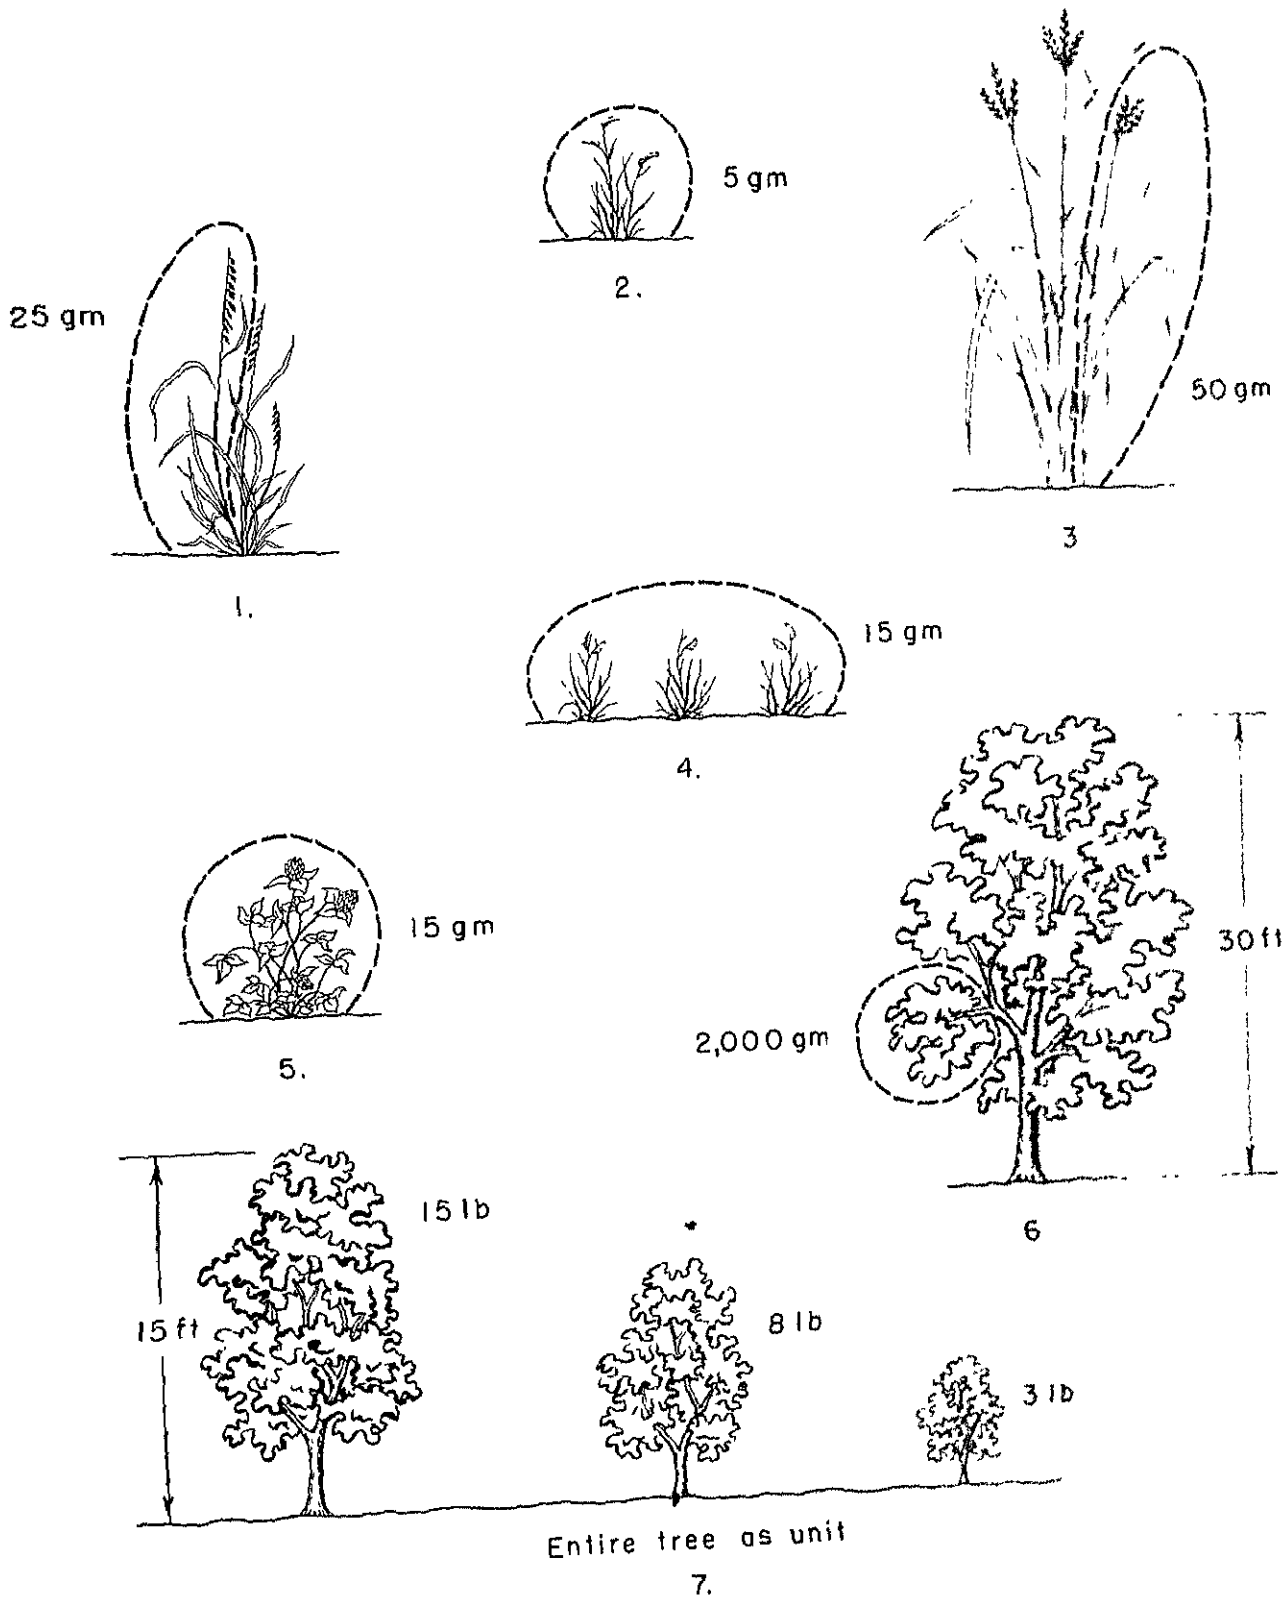 5 gm
2.
25 gm
1.
50 gm
3
15 gm
4.
15 gm
5.
2,000 gm
30 ft
6
15 ft
15 lb
8 lb
3 lb
Entire tree as unit
7.